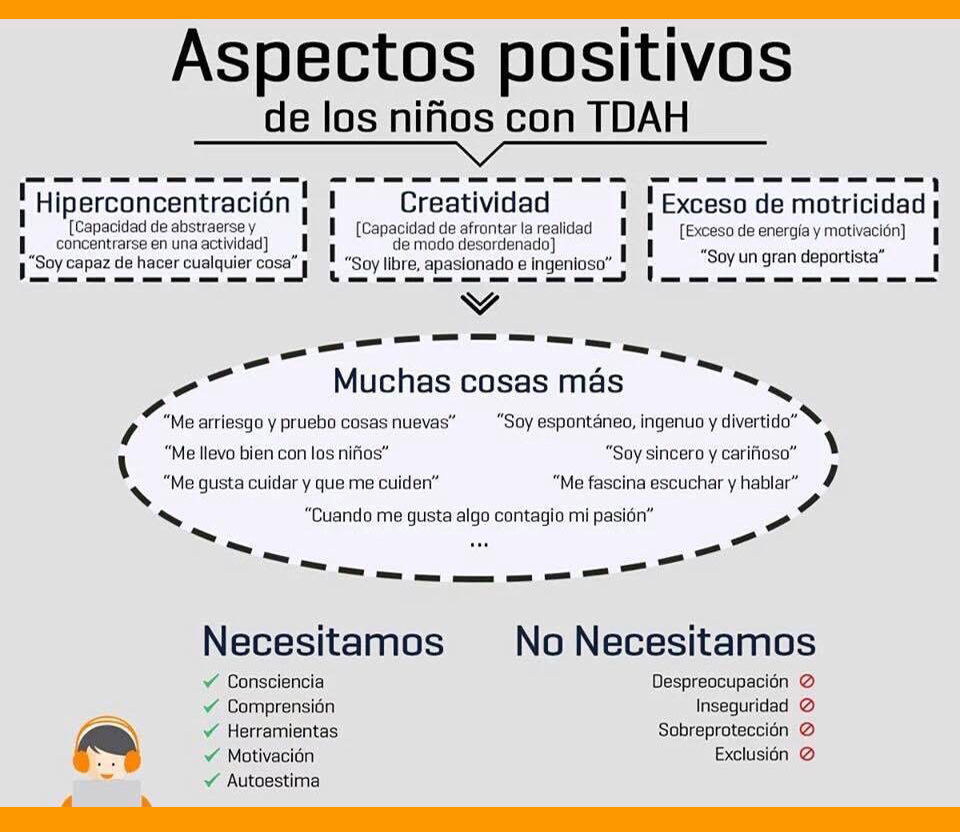 Aspectos positivos
de los niños con TDAH
Hiperconcentración
[Capacidad de abstraerse y
concentrarse en una actividad]
“Soy capaz de hacer cualquier cosa”
Creatividad
[Capacidad de afrontar la realidad
de modo desordenado]
“Soy libre, apasionado e ingenioso”
Exceso de motricidad
[Exceso de energía y motivación]
“Soy un gran deportista”
Muchas cosas más
“Me arriesgo y pruebo cosas nuevas”
“Soy espontáneo, ingenuo y divertido”
“Me llevo bien con los niños”
“Soy sincero y cariñoso”
“Me gusta cuidar y que me cuiden”
“Me fascina escuchar y hablar”
“Cuando me gusta algo contagio mi pasión”
...
Necesitamos
Consciencia
Comprensión
Herramientas
Motivación
Autoestima
No Necesitamos
Despreocupación
Inseguridad
Sobreprotección
Exclusión